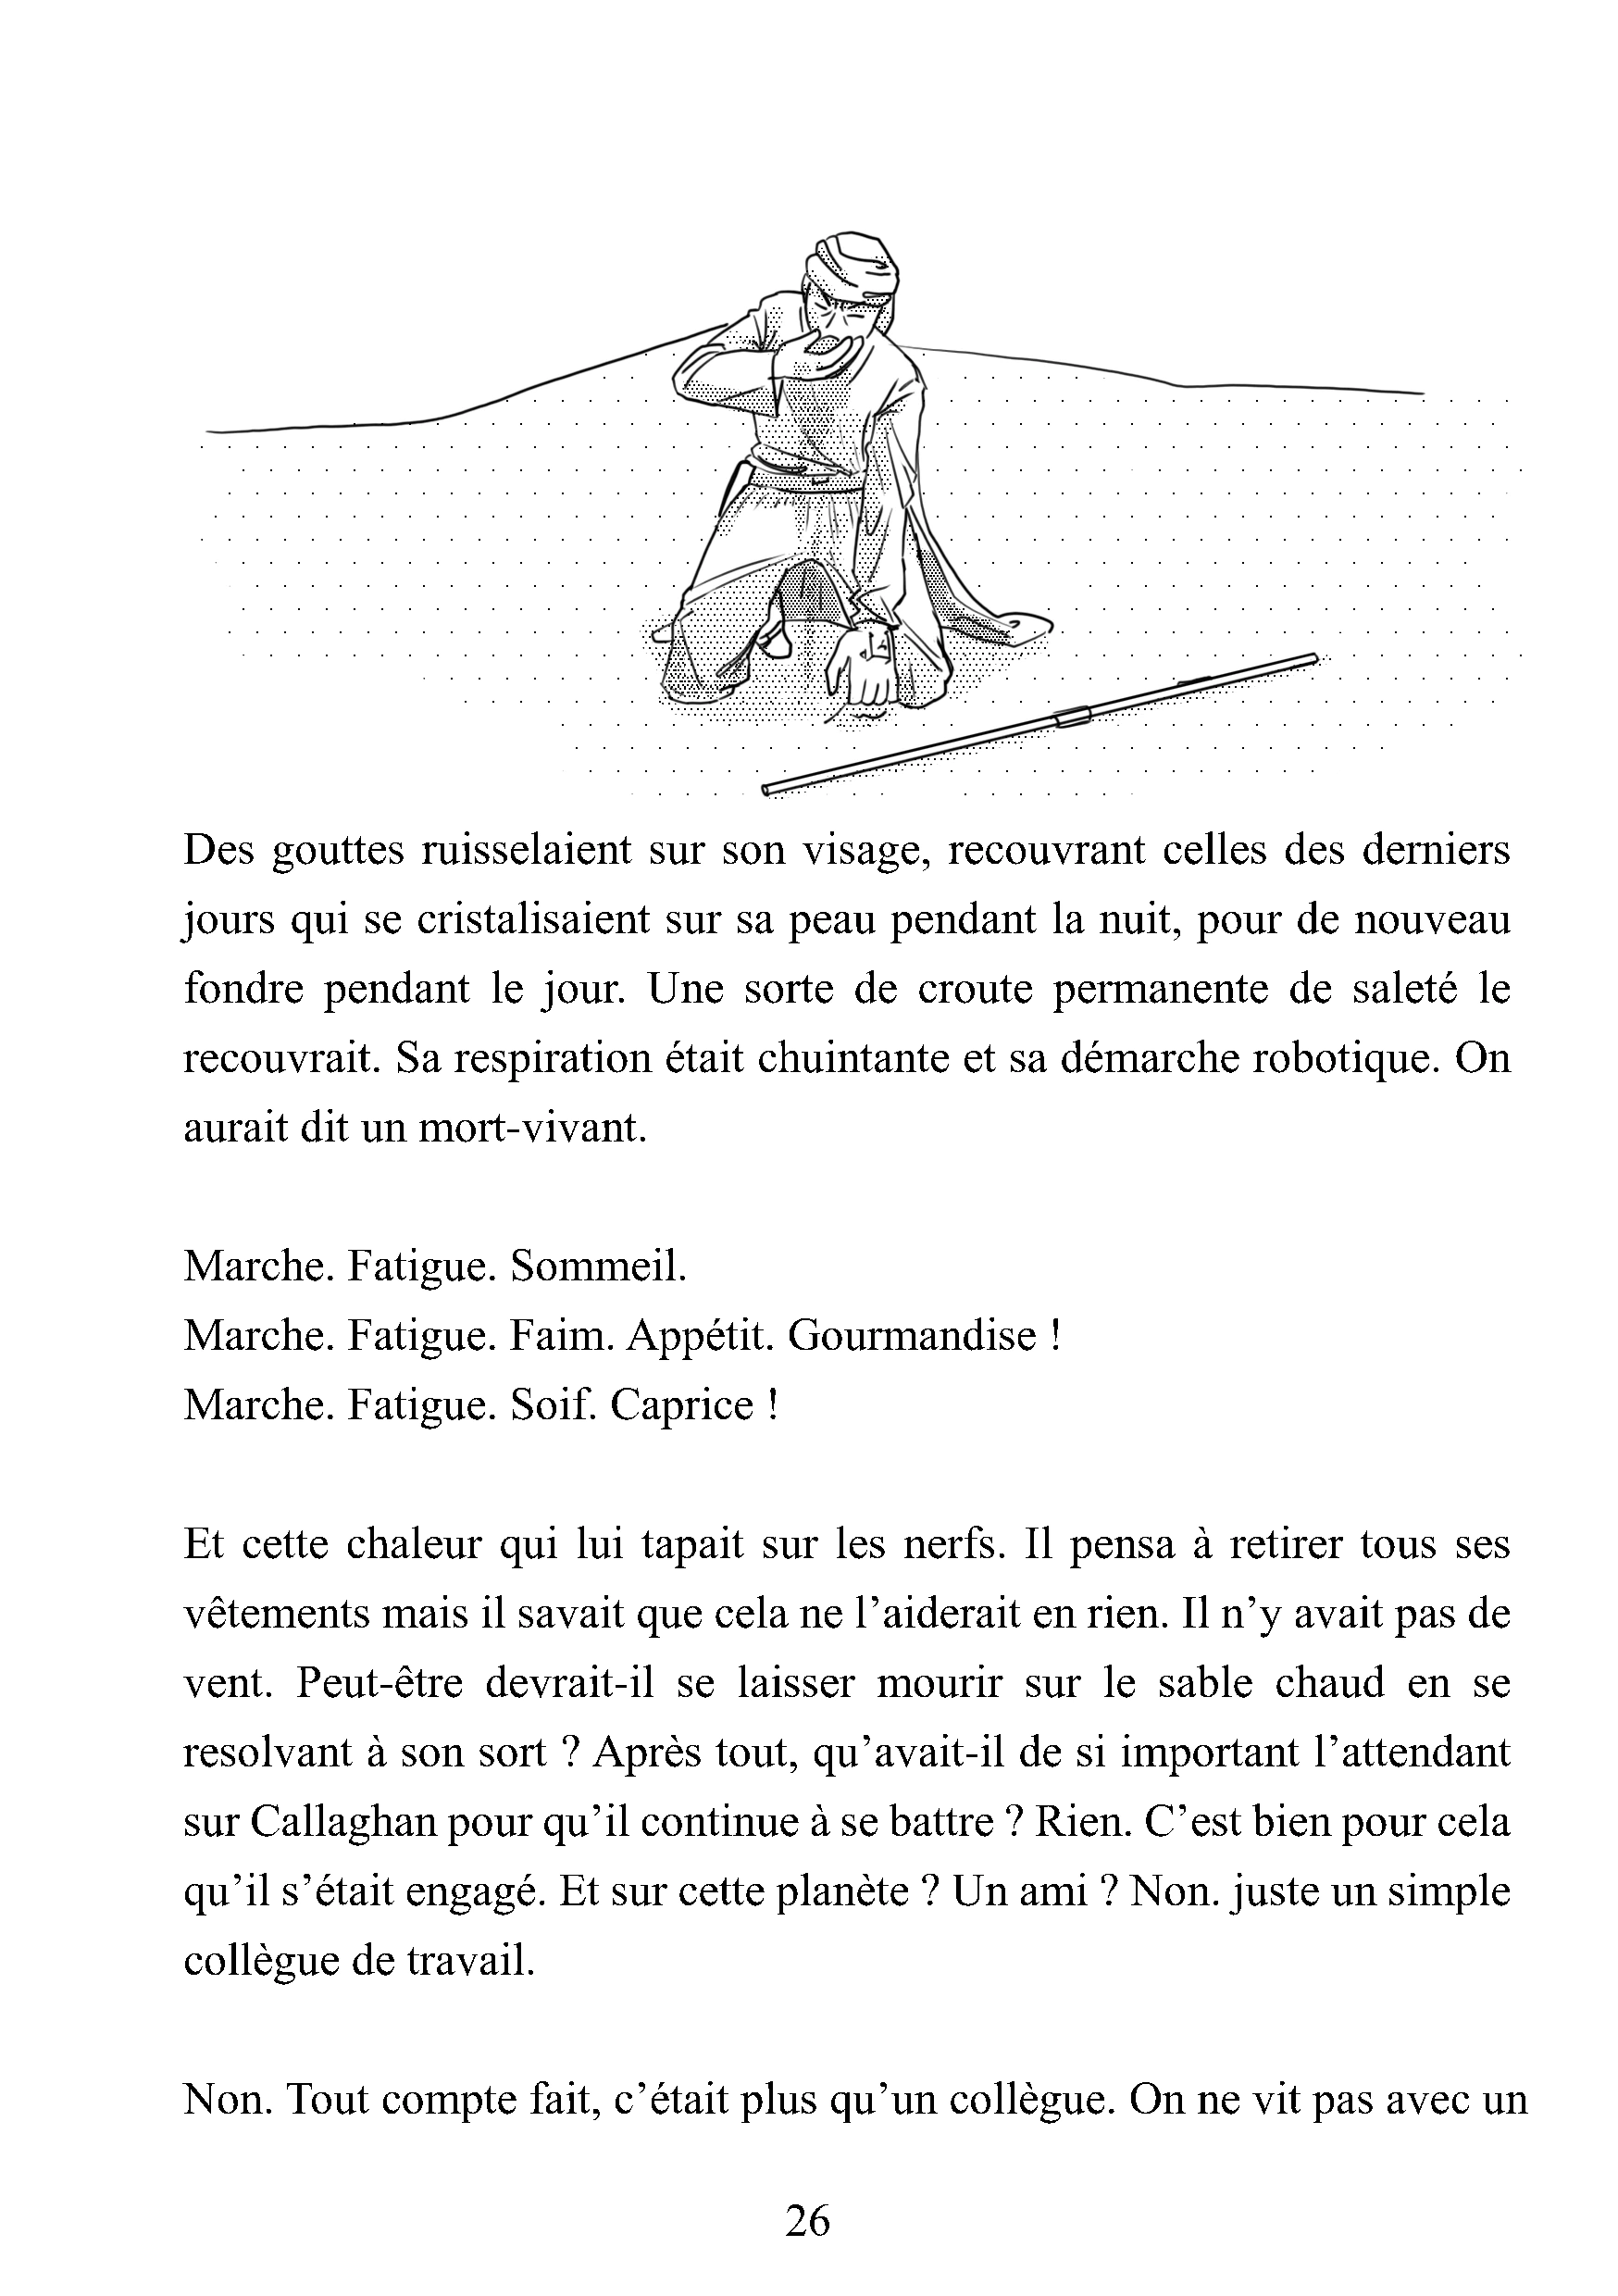 Des gouttes ruisselaient sur son visage, recouvrant celles des derniers
jours qui se cristalisaient sur sa peau pendant la nuit, pour de nouveau
fondre pendant le jour. Une sorte de croute permanente de saleté le
recouvrait. Sa respiration était chuintante et sa démarche robotique. On
aurait dit un mort-vivant.
Marche. Fatigue. Sommeil.
Marche. Fatigue. Faim. Appétit. Gourmandise !
Marche. Fatigue. Soif. Caprice !
Et cette chaleur qui lui tapait sur les nerfs. Il pensa à retirer tous ses
vêtements mais il savait que cela ne l’aiderait en rien. Il n’y avait pas de
vent. Peut-être devrait-il se laisser mourir sur le sable chaud en se
resolvant à son sort ? Après tout, qu’avait-il de si important l’attendant
sur Callaghan pour qu’il continue à se battre ? Rien. C’est bien pour cela
qu’il s’était engagé. Et sur cette planète ? Un ami ? Non. juste un simple
collègue de travail.
Non. Tout compte fait, c’était plus qu’un collègue. On ne vit pas avec un
26